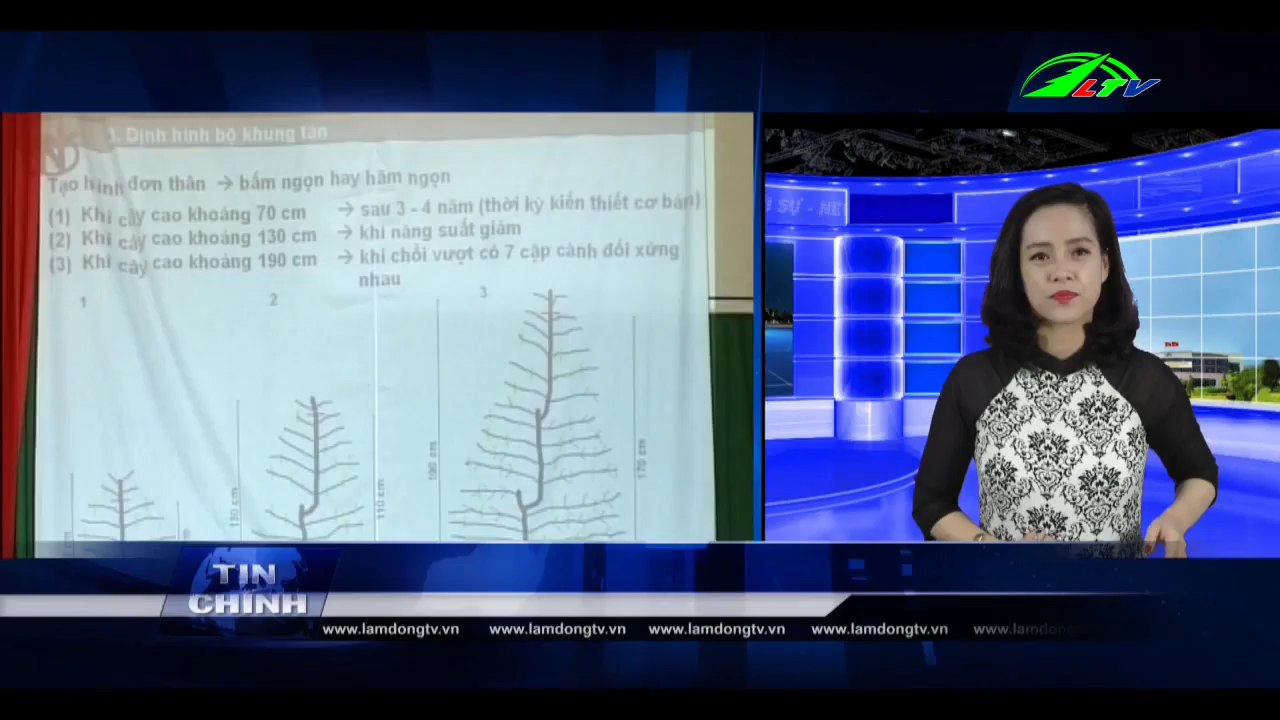 LTV
3. Định hình bộ khung tán
Tạo hình đơn thân → bấm ngọn hay hãm ngọn
(1) Khi cây cao khoảng 70 cm → sau 3 - 4 năm (thời kỳ kiến thiết cơ bản)
(2) Khi cây cao khoảng 130 cm → khi năng suất giảm
(3) Khi cây cao khoảng 190 cm → khi chồi vượt có 7 cặp cành đối xứng
nhau
1 2 3
130 cm 110 cm 190 cm 170 cm
TIN
CHÍNH
www.lamdongtv.vn www.lamdongtv.vn www.lamdongtv.vn www.lamdongtv.vn www.lamdongtv.vn